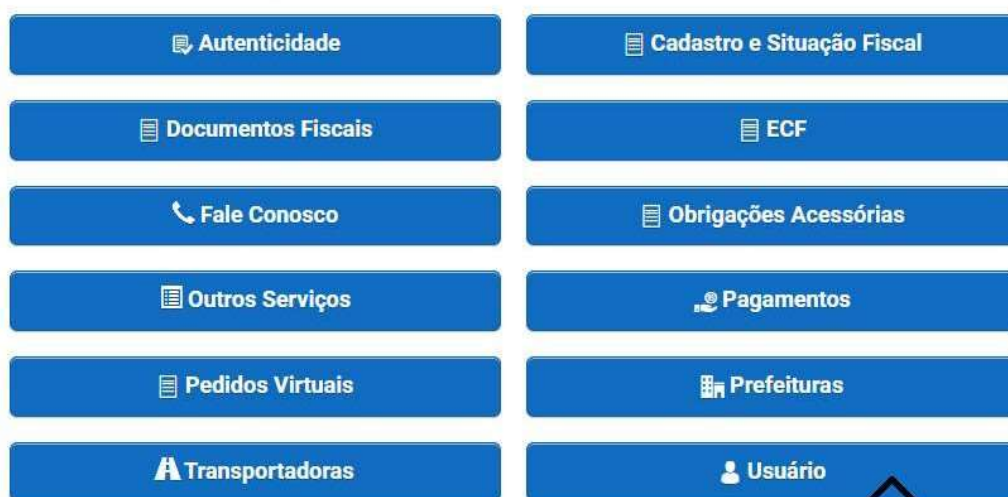 Autenticidade
Cadastro e Situação Fiscal
Documentos Fiscais
ECF
Fale Conosco
Obrigações Acessórias
Outros Serviços
Pagamentos
Pedidos Virtuais
Prefeituras
Transportadoras
Usuário